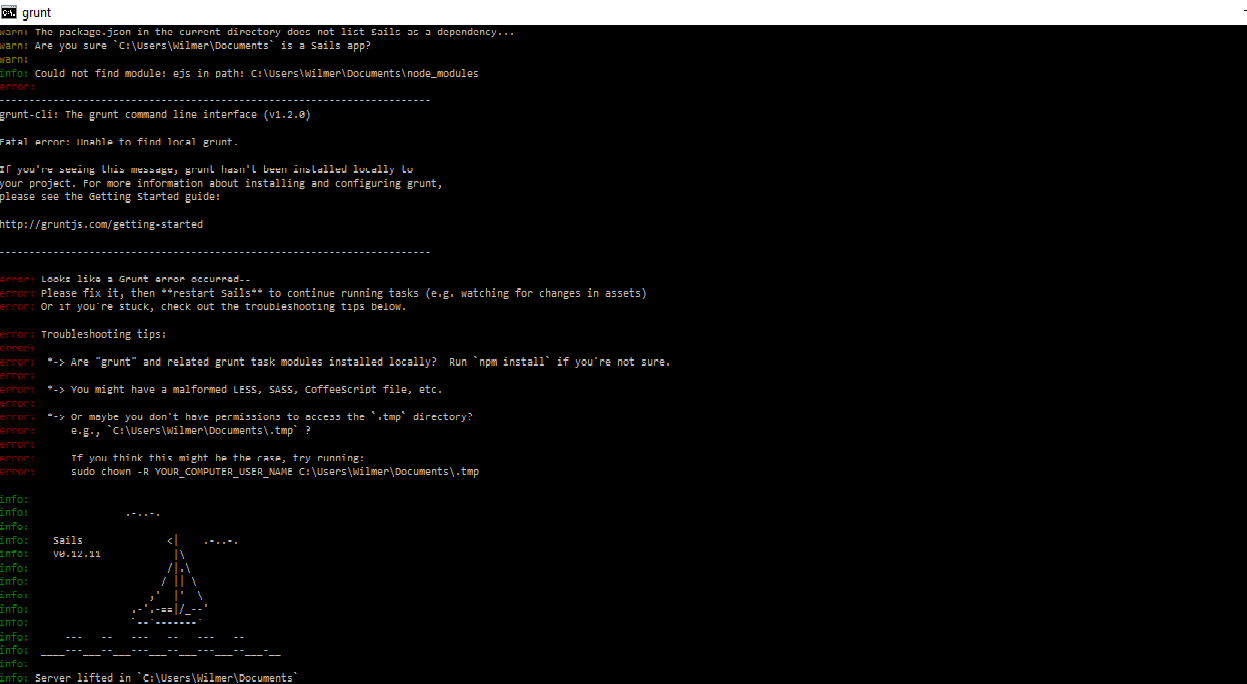 grunt
warn: The package.json in the current directory does not list Sails as a dependency...
warn: Are you sure `C:\Users\Wilmer\Documents` is a Sails app?
warn:
info: Could not find module: ejs in path: C:\Users\Wilmer\Documents\node_modules
error:
------------------------------------------------------------------------
grunt-cli: The grunt command line interface (v1.2.0)
Fatal error: Unable to find local grunt.
If you're seeing this message, grunt hasn't been installed locally to
your project. For more information about installing and configuring grunt,
please see the Getting Started guide:
http://gruntjs.com/getting-started
------------------------------------------------------------------------
error: Looks like a Grunt error occurred--
error: Please fix it, then **restart Sails** to continue running tasks (e.g. watching for changes in assets)
error: Or if you're stuck, check out the troubleshooting tips below.
error: Troubleshooting tips:
error:
error:  *-> Are "grunt" and related grunt task modules installed locally?  Run `npm install` if you're not sure.
error:
error:  *-> You might have a malformed LESS, SASS, CoffeeScript file, etc.
error:
error:  *-> Or maybe you don't have permissions to access the `.tmp` directory?
error:      e.g., `C:\Users\Wilmer\Documents\.tmp` ?
error:
error:      If you think this might be the case, try running:
error:      sudo chown -R YOUR_COMPUTER_USER_NAME C:\Users\Wilmer\Documents\.tmp
info:
info:                .-..-.
info:
info:    Sails              <|    .-..-.
info:    v0.12.11            |\
info:                       /|.\
info:                      / || \
info:                    ,'  |'  \
info:                 .-'.-==|/_--'
info:                 `--'-------'
info:      ---   --   ---   --   ---   --
info:  ____---___--___---___--___---___--___-__
info:
info: Server lifted in `C:\Users\Wilmer\Documents`